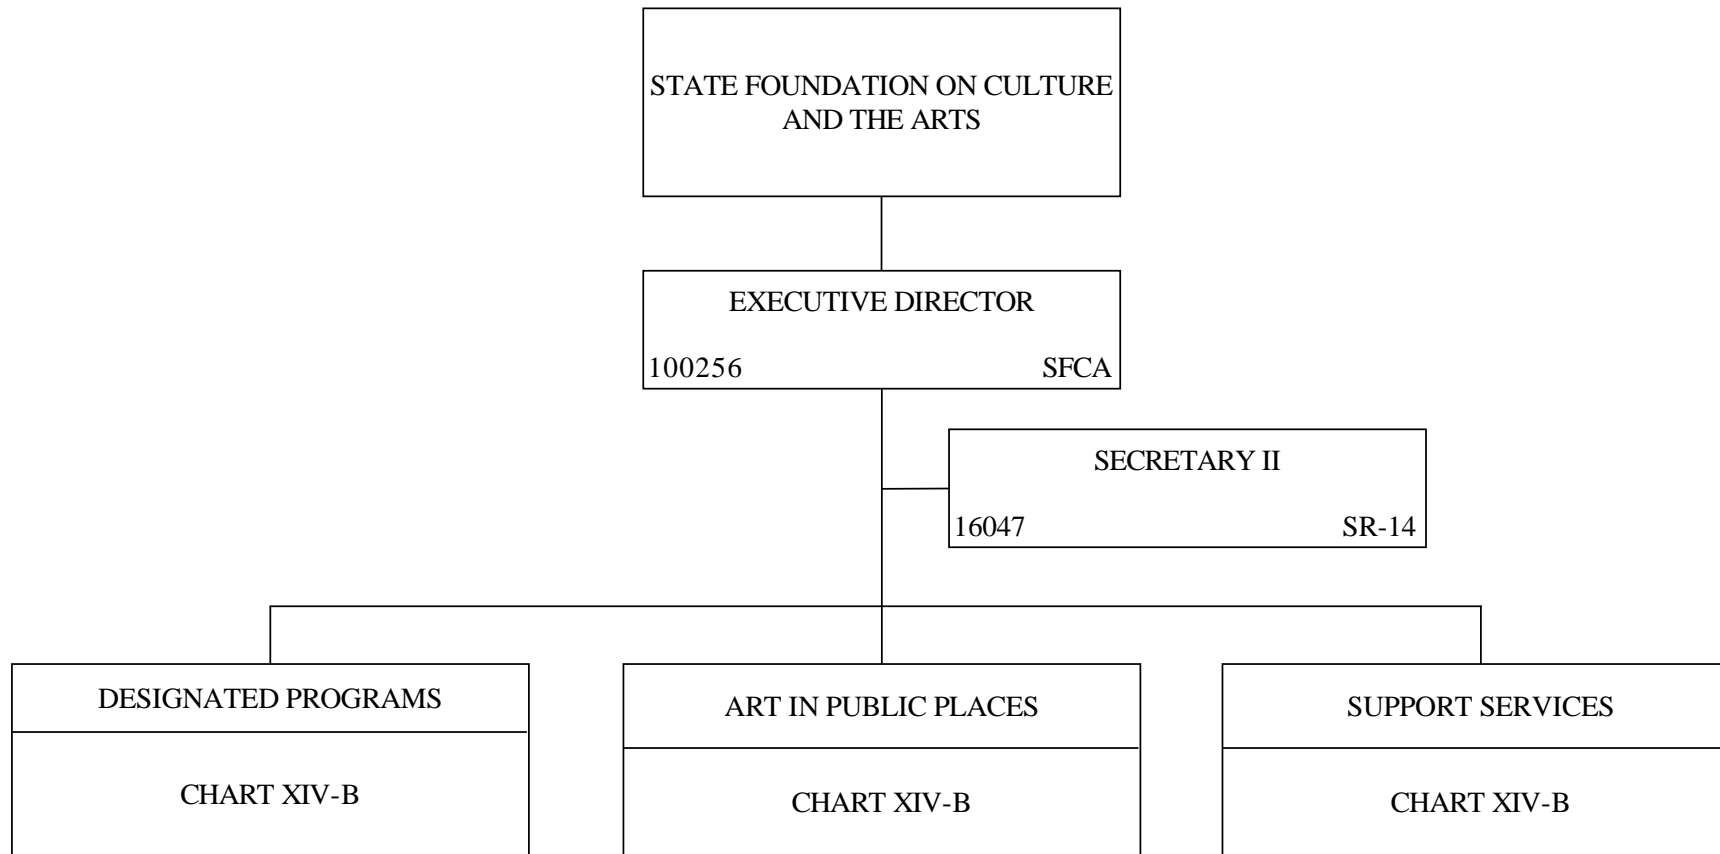 STATE FOUNDATION ON CULTURE
AND THE ARTS
EXECUTIVE DIRECTOR
100256 SFCA
SECRETARY II
16047 SR-14
DESIGNATED PROGRAMS
CHART XIV-B
ART IN PUBLIC PLACES
CHART XIV-B
SUPPORT SERVICES
CHART XIV-B